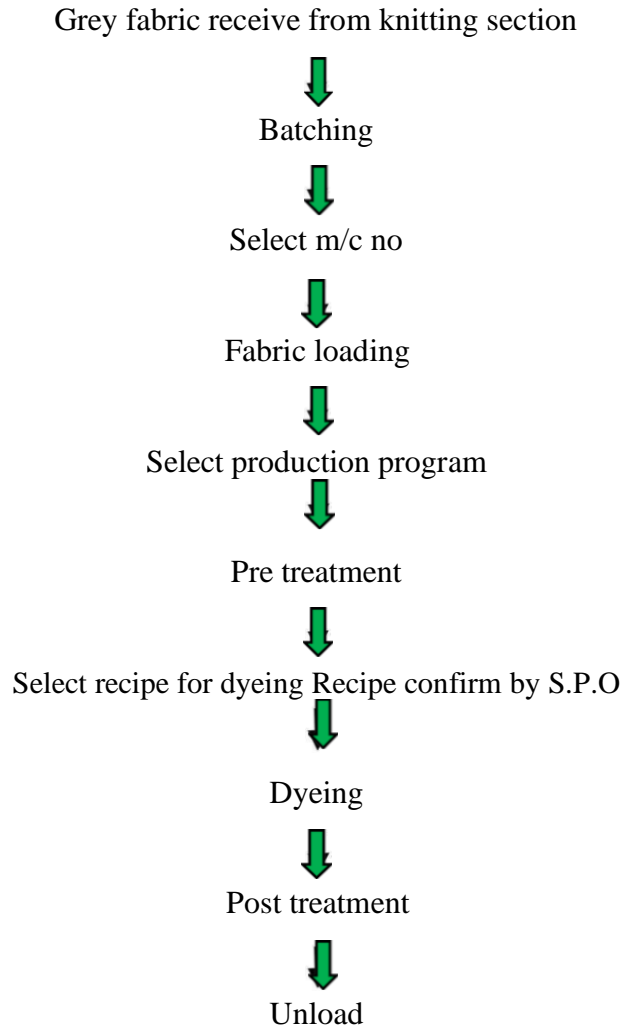 Grey fabric receive from knitting section
Batching
Select m/c no
Fabric loading
Select production program
Pre treatment
Select recipe for dyeing Recipe confirm by S.P.O
Dyeing
Post treatment
Unload